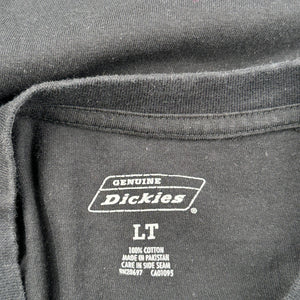 GENUINE
Dickies®
LT
100% COTTON
MADE IN PAKISTAN
CARE IN SIDE SEAM
RN20697 CA01095